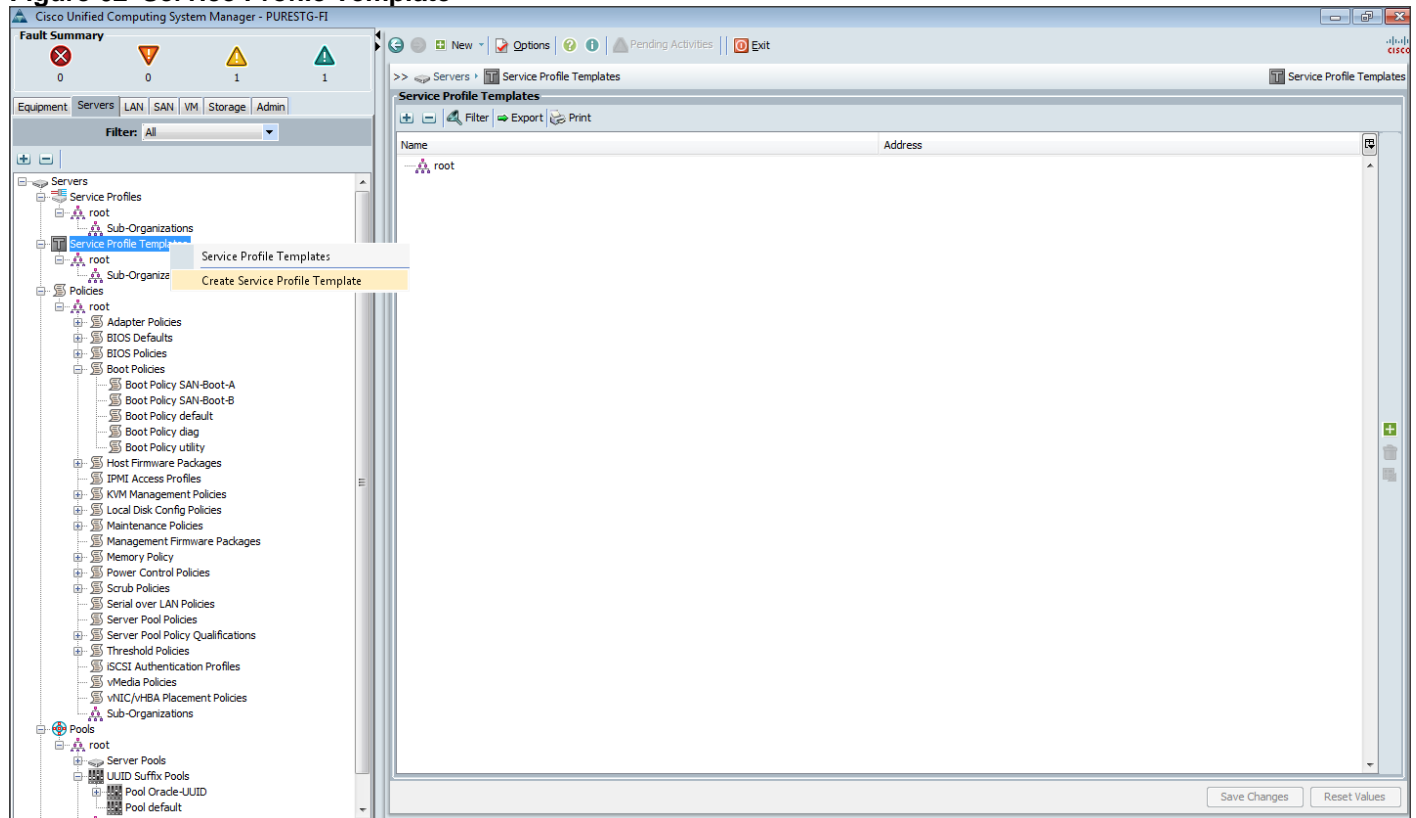 Figure 62 Service Profile Template
Cisco Unified Computing System Manager - PURESTG-FI
Fault Summary
0 0 1 1
Equipment Servers LAN SAN VM Storage Admin
Filter: All
Servers
Service Profiles
root
Sub-Organizations
Service Profile Templates
root
Sub-Organiza
Service Profile Templates
Create Service Profile Template
Policies
root
Adapter Policies
BIOS Defaults
BIOS Policies
Boot Policies
Boot Policy SAN-Boot-A
Boot Policy SAN-Boot-B
Boot Policy default
Boot Policy diag
Boot Policy utility
Host Firmware Packages
IPMI Access Profiles
KVM Management Policies
Local Disk Config Policies
Maintenance Policies
Management Firmware Packages
Memory Policy
Power Control Policies
Scrub Policies
Serial over LAN Policies
Server Pool Policies
Server Pool Policy Qualifications
Threshold Policies
iSCSI Authentication Profiles
vMedia Policies
vNIC/vHBA Placement Policies
Sub-Organizations
Pools
root
Server Pools
UUID Suffix Pools
Pool Oracle-UUID
Pool default
New Options Pending Activities Exit
CISCO
>> Servers Service Profile Templates
Service Profile Templates
Service Profile Templates
Filter Export Print
Name Address
root
Save Changes Reset Values